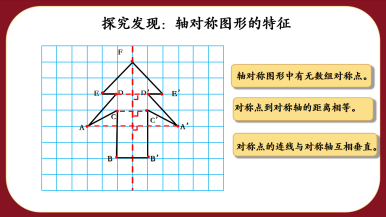 探究发现：轴对称图形的特征
F
E D D′ E′
C C′
A A′
B B′
轴对称图形中有无数组对称点。
对称点到对称轴的距离相等。
对称点的连线与对称轴互相垂直。